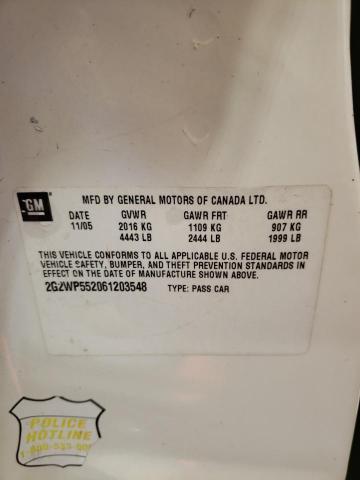 GM
MFD BY GENERAL MOTORS OF CANADA LTD.
11/05 GVWR GAWR FRT GAWR RR
2016 KG 1109 KG 907 KG
4443 LB 2444 LB 1999 LB
THIS VEHICLE CONFORMS TO ALL APPLICABLE U.S. FEDERAL MOTOR
VEHICLE SAFETY, BUMPER, AND THEFT PREVENTION STANDARDS IN
EFFECT ON THE DATE OF MANUFACTURE SHOWN ABOVE.
2G2WP552061203548 TYPE: PASS CAR
POLICE
HOTLINE